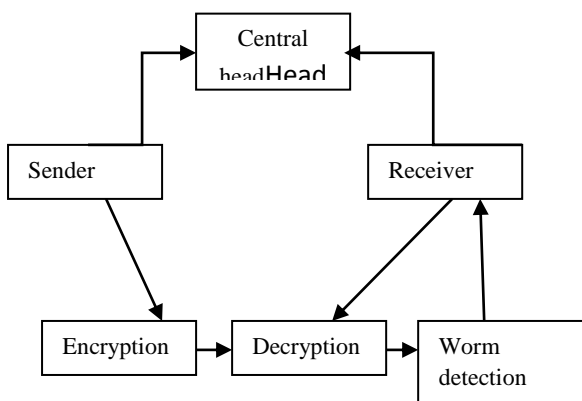 Central
headHead
Sender
Receiver
Encryption
Decryption
Worm
detection